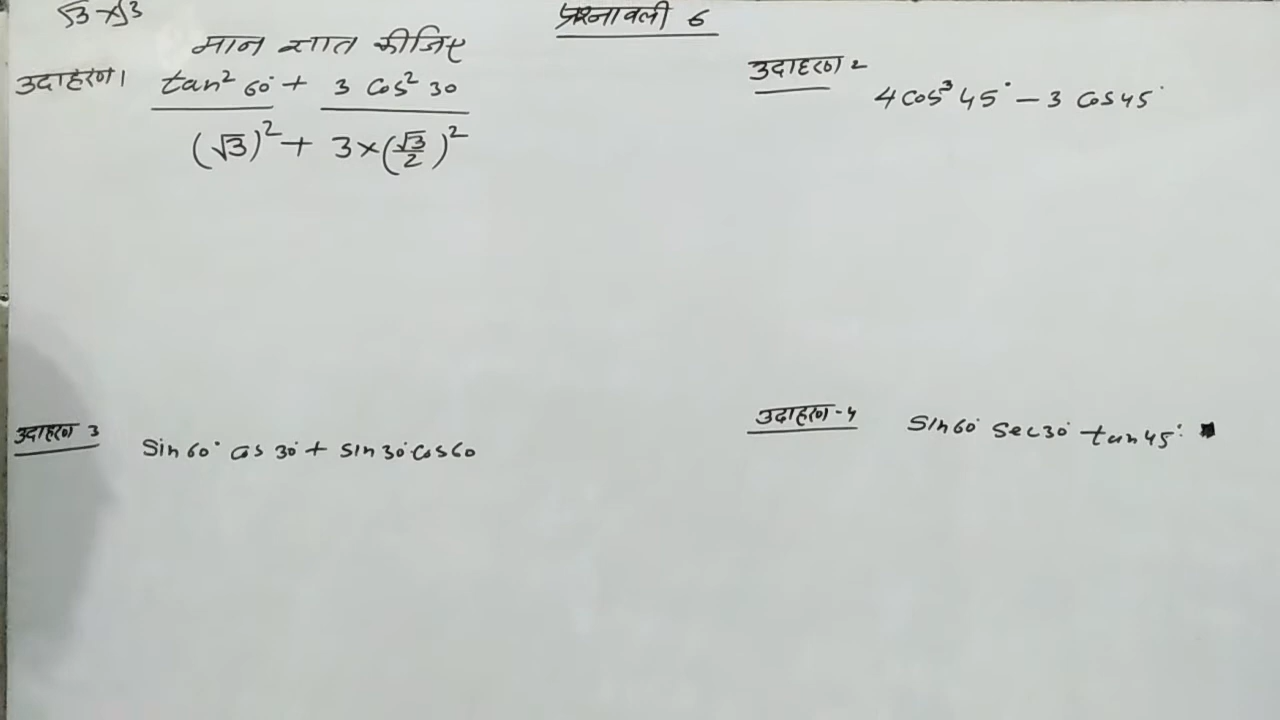 √3 × √3
प्रश्नावली 6
मान ज्ञात कीजिए
उदाहरण 1 tan² 60° + 3 cos² 30
(√3)² + 3×(√3/2)²
उदाहरण 2
4 cos³ 45° − 3 cos 45°
उदाहरण 3 sin 60° cos 30° + sin 30° cos 60
उदाहरण - 4 sin 60° sec 30° tan 45°